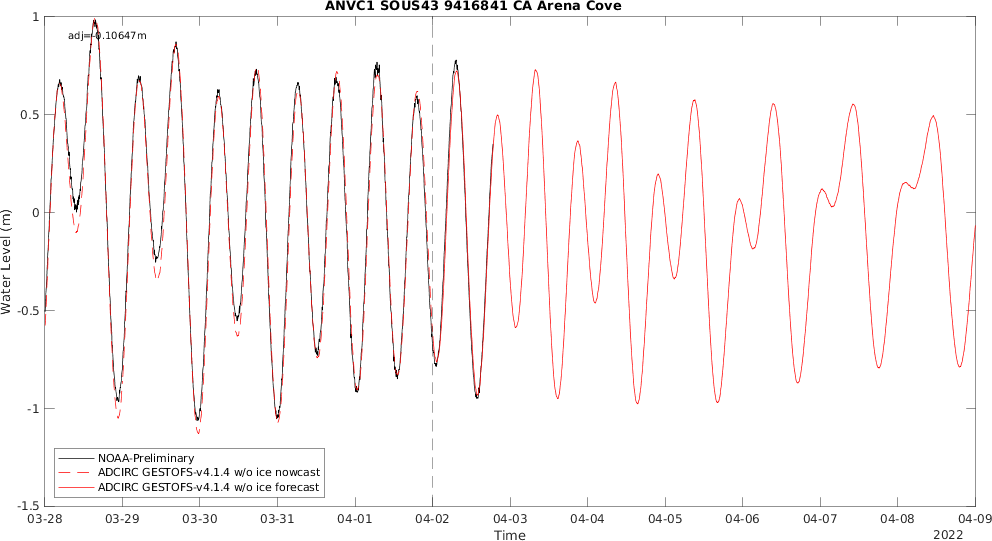 ANVC1 SOUS43 9416841 CA Arena Cove
adj=-0.10647m
Water Level (m)
1
0.5
0
-0.5
-1
-1.5
NOAA-Preliminary
ADCIRC GESTOFS-v4.1.4 w/o ice nowcast
ADCIRC GESTOFS-v4.1.4 w/o ice forecast
03-28 03-29 03-30 03-31 04-01 04-02 04-03 04-04 04-05 04-06 04-07 04-08 04-09
Time
2022